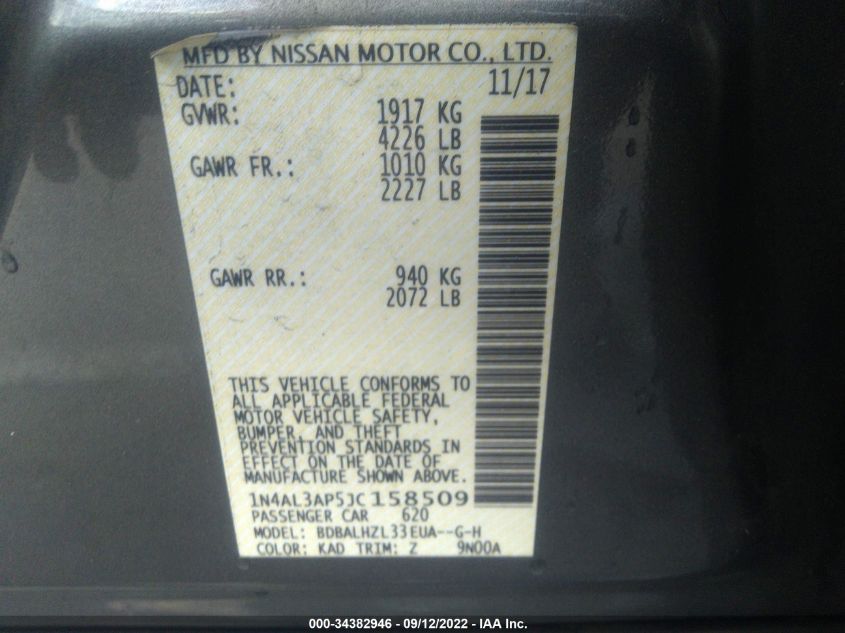 MFD BY NISSAN MOTOR CO., LTD.
DATE: 11/17
GVWR: 1917 KG
4226 LB
GAWR FR.: 1010 KG
2227 LB
GAWR RR.: 940 KG
2072 LB
THIS VEHICLE CONFORMS TO
ALL APPLICABLE FEDERAL
MOTOR VEHICLE SAFETY,
BUMPER, AND THEFT
PREVENTION STANDARDS IN
EFFECT ON THE DATE OF
MANUFACTURE SHOWN ABOVE.
1N4AL3AP5JC158509
PASSENGER CAR 620
MODEL: BDBALHZL33EUA--G-H
COLOR: KAD TRIM: Z 9N00A
000-34382946 - 09/12/2022 - IAA Inc.